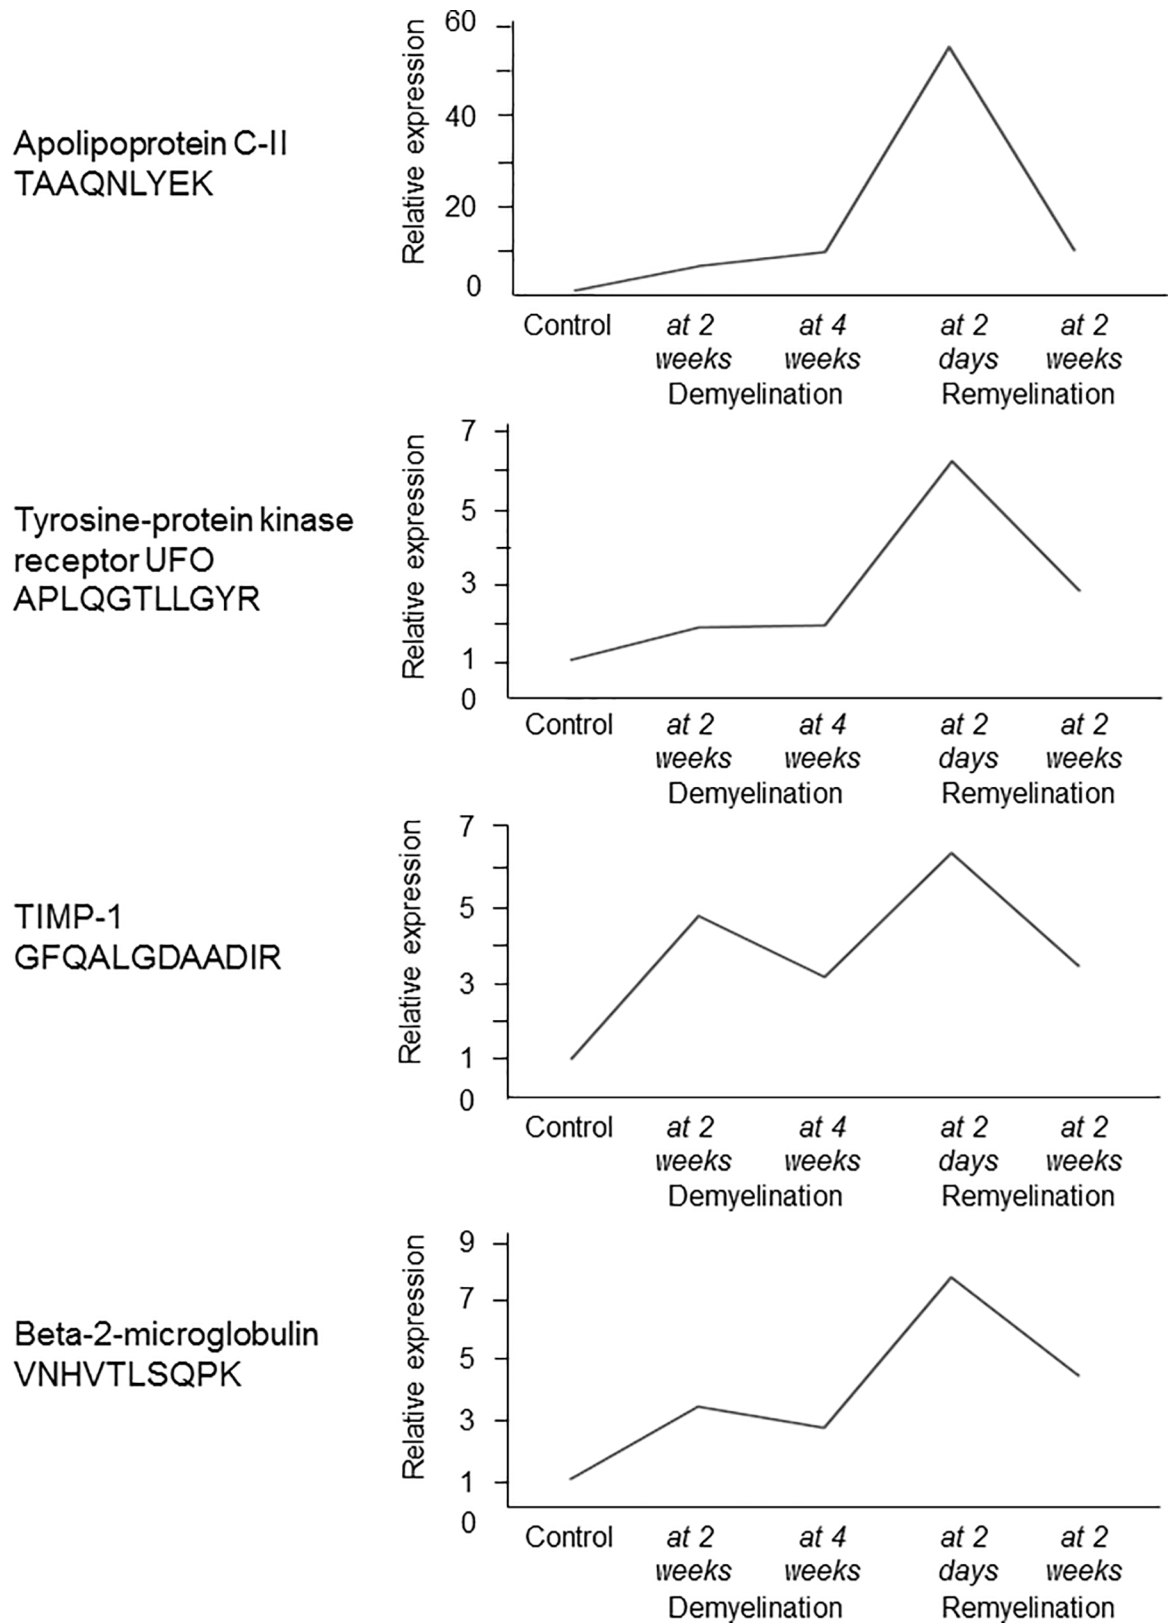 Apolipoprotein C-II
TAAQNLYEK
Relative expression
60
40
20
0
Control
at 2 weeks
at 4 weeks
at 2 days
at 2 weeks
Demyelination
Remyelination
Tyrosine-protein kinase
receptor UFO
APLQGTLLGYR
Relative expression
7
5
3
1
0
Control
at 2 weeks
at 4 weeks
at 2 days
at 2 weeks
Demyelination
Remyelination
TIMP-1
GFQALGDAADIR
Relative expression
7
5
3
1
0
Control
at 2 weeks
at 4 weeks
at 2 days
at 2 weeks
Demyelination
Remyelination
Beta-2-microglobulin
VNHVTLSQPK
Relative expression
9
7
5
3
1
0
Control
at 2 weeks
at 4 weeks
at 2 days
at 2 weeks
Demyelination
Remyelination